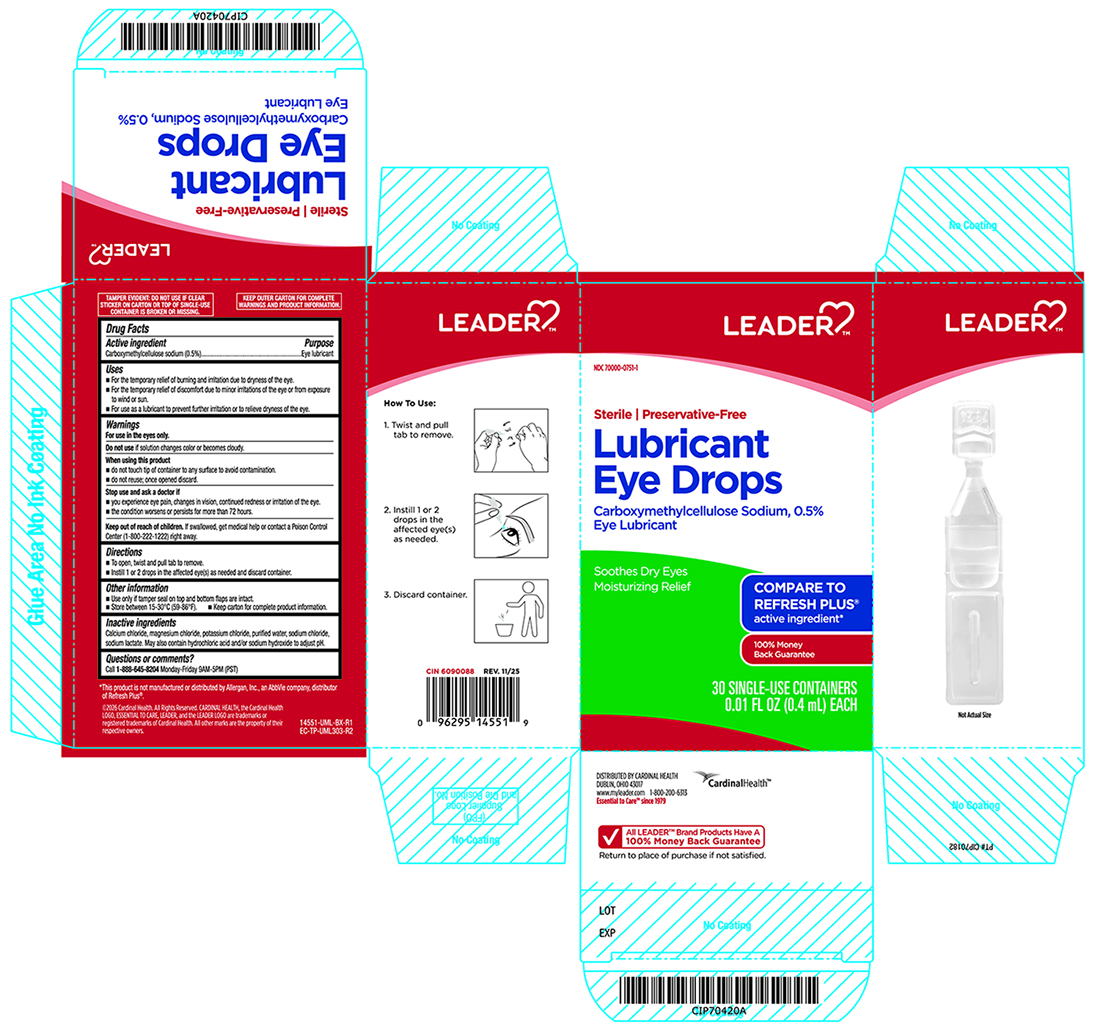 CIP70420A
No Coating
Eye Lubricant
Carboxymethylcellulose Sodium, 0.5%
Eye Drops
Lubricant
Sterile | Preservative-Free
LEADER™
Glue Area No Ink Coating
TAMPER EVIDENT: DO NOT USE IF CLEAR
STICKER ON CARTON OR TOP OF SINGLE-USE
CONTAINER IS BROKEN OR MISSING.
KEEP OUTER CARTON FOR COMPLETE
WARNINGS AND PRODUCT INFORMATION.
Drug Facts
Active ingredient Purpose
Carboxymethylcellulose sodium (0.5%)...Eye lubricant
Uses
■ For the temporary relief of burning and irritation due to dryness of the eye.
■ For the temporary relief of discomfort due to minor irritations of the eye or from exposure
to wind or sun.
■ For use as a lubricant to prevent further irritation or to relieve dryness of the eye.
Warnings
For use in the eyes only.
Do not use if solution changes color or becomes cloudy.
When using this product
■ do not touch tip of container to any surface to avoid contamination.
■ do not reuse; once opened discard.
Stop use and ask a doctor if
■ you experience eye pain, changes in vision, continued redness or irritation of the eye.
■ the condition worsens or persists for more than 72 hours.
Keep out of reach of children. If swallowed, get medical help or contact a Poison Control
Center (1-800-222-1222) right away.
Directions
■ To open, twist and pull tab to remove.
■ Instill 1 or 2 drops in the affected eye(s) as needed and discard container.
Other information
■ Use only if tamper seal on top and bottom flaps are intact.
■ Store between 15-30°C (59-86°F). ■ Keep carton for complete product information.
Inactive ingredients
Calcium chloride, magnesium chloride, potassium chloride, purified water, sodium chloride,
sodium lactate. May also contain hydrochloric acid and/or sodium hydroxide to adjust pH.
Questions or comments?
Call 1-888-645-8204 Monday-Friday 9AM-5PM (PST)
*This product is not manufactured or distributed by Allergan, Inc., an AbbVie company, distributor
of Refresh Plus®.
©2026 Cardinal Health. All Rights Reserved. CARDINAL HEALTH, the Cardinal Health
LOGO, ESSENTIAL TO CARE, LEADER, and the LEADER LOGO are trademarks or
registered trademarks of Cardinal Health. All other marks are the property of their
respective owners.
14551-UML-BX-R1
EC-TP-UML303-R2
No Coating
LEADER™
How To Use:
1. Twist and pull
tab to remove.
2. Instill 1 or 2
drops in the
affected eye(s)
as needed.
3. Discard container.
CIN 6090088 REV. 11/25
0 96295 14551 9
(FPO)
Supplier Logo
and Die Position No.
No Coating
LEADER™
NDC 70000-0751-1
Sterile | Preservative-Free
Lubricant
Eye Drops
Carboxymethylcellulose Sodium, 0.5%
Eye Lubricant
Soothes Dry Eyes
Moisturizing Relief
COMPARE TO
REFRESH PLUS®
active ingredient*
100% Money
Back Guarantee
30 SINGLE-USE CONTAINERS
0.01 FL OZ (0.4 mL) EACH
DISTRIBUTED BY CARDINAL HEALTH
DUBLIN, OHIO 43017
www.myleader.com 1-800-200-6313
Essential to Care™ since 1979
CardinalHealth™
All LEADER™ Brand Products Have A
100% Money Back Guarantee
Return to place of purchase if not satisfied.
LOT
EXP
No Coating
CIP70420A
No Coating
LEADER™
Not Actual Size
No Coating
PT# CIP70182